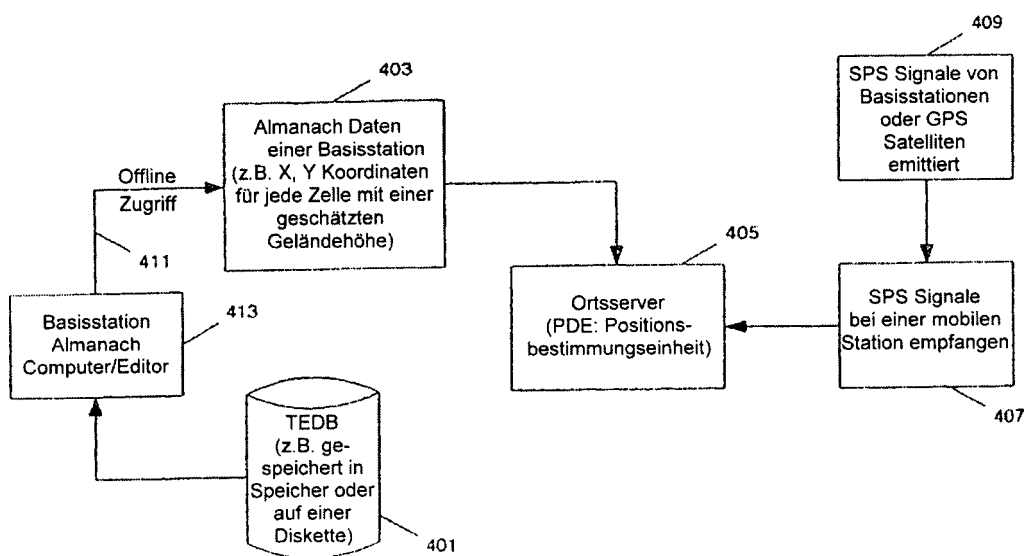 403
Almanach Daten
einer Basisstation
(z.B. X, Y Koordinaten
für jede Zelle mit einer
geschätzten
Geländehöhe)
409
SPS Signale von
Basisstationen
oder GPS
Satelliten
emittiert
Offline
Zugriff
411
405
Ortsserver
(PDE: Positions-
bestimmungseinheit)
SPS Signale
bei einer mobilen
Station empfangen
407
Basisstation
Almanach
Computer/Editor
413
TEDB
(z.B. ge-
speichert in
Speicher oder
auf einer
Diskette)
401